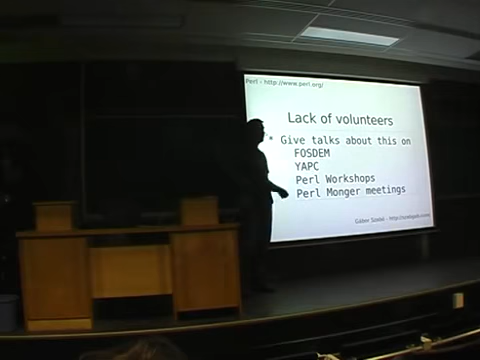 Perl - http://www.perl.org/
Lack of volunteers
• Give talks about this on
FOSDEM
YAPC
Perl Workshops
Perl Monger meetings
Gábor Szabó -